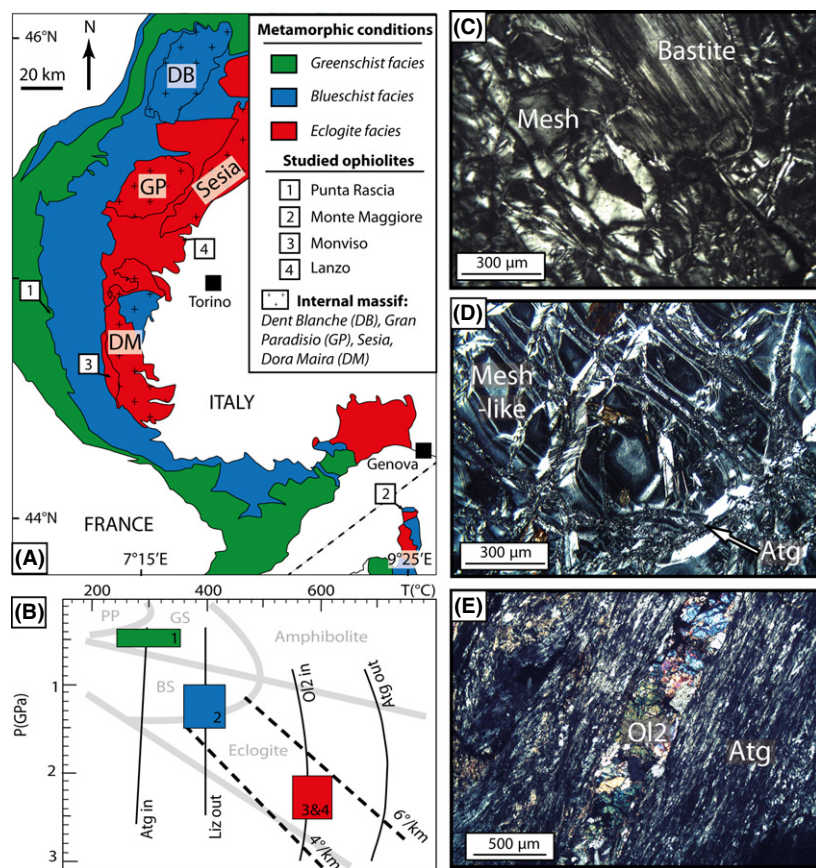 (A)
46°N
N
20 km
DB
GP
Sesia
4
Torino
1
DM
3
ITALY
Genova
2
44°N
FRANCE
7°15'E
9°25'E
Metamorphic conditions
Greenschist facies
Blueschist facies
Eclogite facies
Studied ophiolites
1 Punta Rascia
2 Monte Maggiore
3 Monviso
4 Lanzo
Internal massif:
Dent Blanche (DB), Gran
Paradisio (GP), Sesia,
Dora Maira (DM)
(B)
200
400
600
T(°C)
PP
GS
1
Amphibolite
BS
2
Ol2 in
Atg out
P(GPa)
1
2
3
Eclogite
3&4
Atg in
Liz out
4°/km
6°/km
(C)
Bastite
Mesh
300 µm
(D)
Mesh
-like
Atg
300 µm
(E)
Ol2
Atg
500 µm